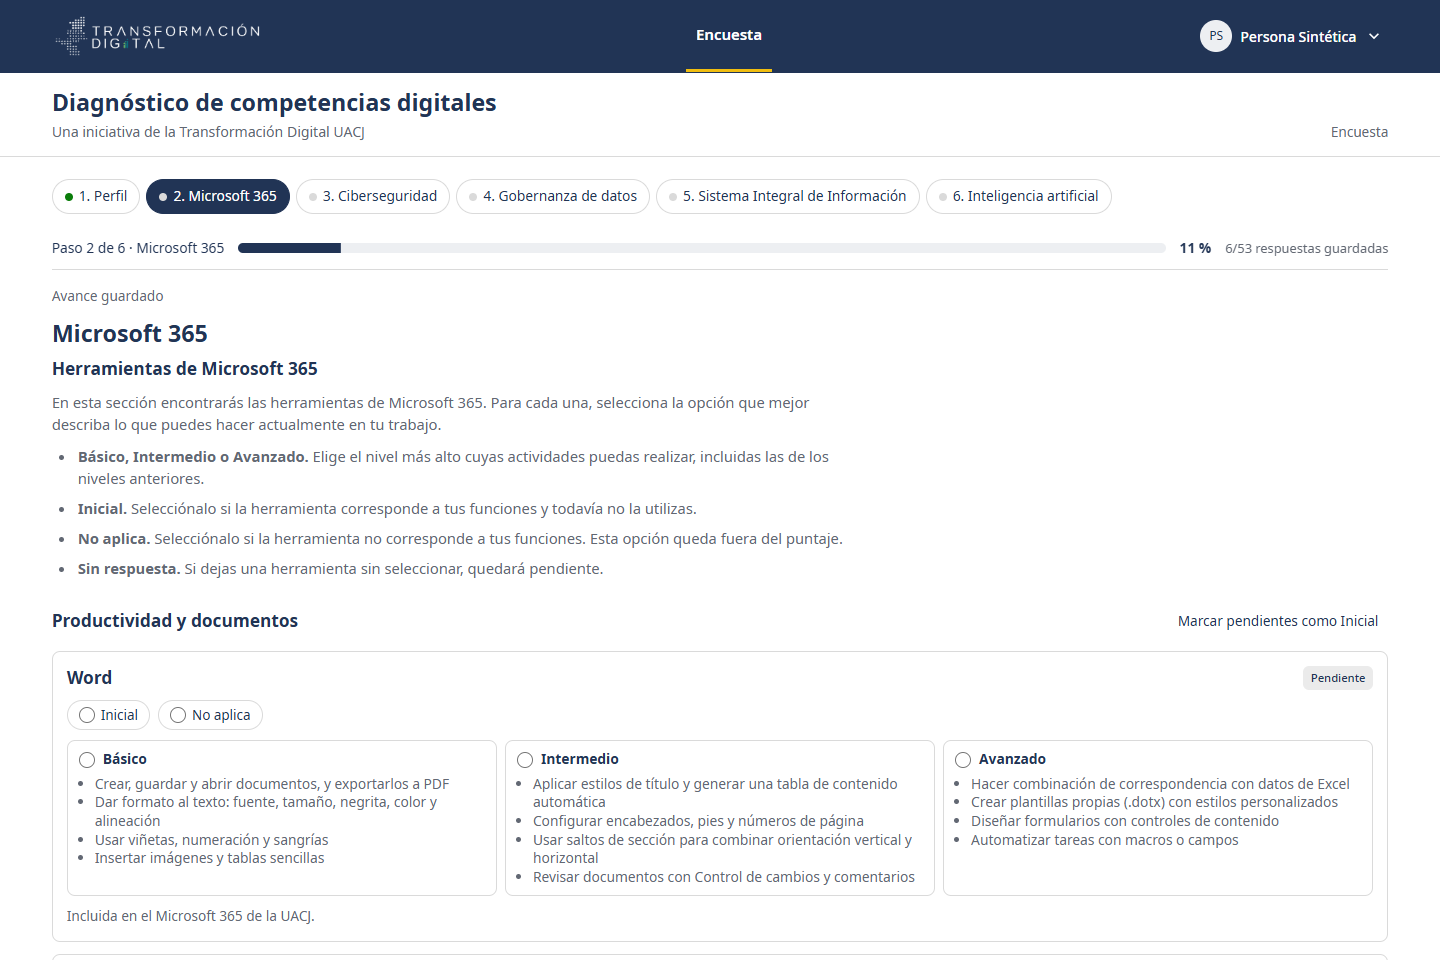 TRANSFORMACIÓN
DIGITAL
Encuesta
PS
Persona Sintética
Diagnóstico de competencias digitales
Una iniciativa de la Transformación Digital UACJ
Encuesta
1. Perfil
2. Microsoft 365
3. Ciberseguridad
4. Gobernanza de datos
5. Sistema Integral de Información
6. Inteligencia artificial
Paso 2 de 6 · Microsoft 365
11 %
6/53 respuestas guardadas
Avance guardado
Microsoft 365
Herramientas de Microsoft 365
En esta sección encontrarás las herramientas de Microsoft 365. Para cada una, selecciona la opción que mejor
describa lo que puedes hacer actualmente en tu trabajo.
• Básico, Intermedio o Avanzado. Elige el nivel más alto cuyas actividades puedas realizar, incluidas las de los
niveles anteriores.
• Inicial. Selecciónalo si la herramienta corresponde a tus funciones y todavía no la utilizas.
• No aplica. Selecciónalo si la herramienta no corresponde a tus funciones. Esta opción queda fuera del puntaje.
• Sin respuesta. Si dejas una herramienta sin seleccionar, quedará pendiente.
Productividad y documentos
Marcar pendientes como Inicial
Word
Pendiente
Inicial
No aplica
Básico
• Crear, guardar y abrir documentos, y exportarlos a PDF
• Dar formato al texto: fuente, tamaño, negrita, color y
alineación
• Usar viñetas, numeración y sangrías
• Insertar imágenes y tablas sencillas
Intermedio
• Aplicar estilos de título y generar una tabla de contenido
automática
• Configurar encabezados, pies y números de página
• Usar saltos de sección para combinar orientación vertical y
horizontal
• Revisar documentos con Control de cambios y comentarios
Avanzado
• Hacer combinación de correspondencia con datos de Excel
• Crear plantillas propias (.dotx) con estilos personalizados
• Diseñar formularios con controles de contenido
• Automatizar tareas con macros o campos
Incluida en el Microsoft 365 de la UACJ.